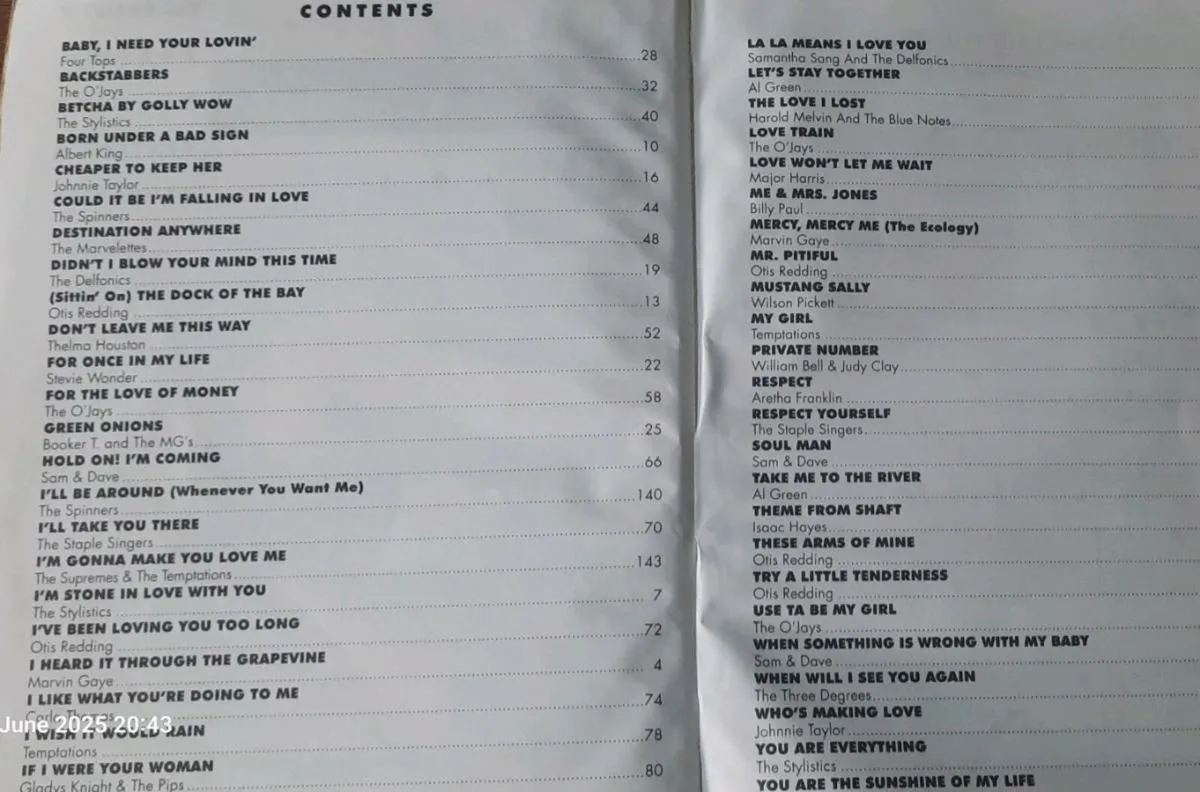 CONTENTS
BABY, I NEED YOUR LOVIN'
Four Tops 28
BACKSTABBERS
The O'Jays 32
BETCHA BY GOLLY WOW
The Stylistics 40
BORN UNDER A BAD SIGN
Albert King 10
CHEAPER TO KEEP HER
Johnnie Taylor 16
COULD IT BE I'M FALLING IN LOVE
The Spinners 44
DESTINATION ANYWHERE
The Marvelettes 48
DIDN'T I BLOW YOUR MIND THIS TIME
The Delfonics 19
(Sittin' On) THE DOCK OF THE BAY
Otis Redding 13
DON'T LEAVE ME THIS WAY
Thelma Houston 52
FOR ONCE IN MY LIFE
Stevie Wonder 22
FOR THE LOVE OF MONEY
The O'Jays 58
GREEN ONIONS
Booker T. and The MG's 25
HOLD ON! I'M COMING
Sam & Dave 66
I'LL BE AROUND (Whenever You Want Me)
The Spinners 140
I'LL TAKE YOU THERE
The Staple Singers 70
I'M GONNA MAKE YOU LOVE ME
The Supremes & The Temptations 143
I'M STONE IN LOVE WITH YOU
The Stylistics 7
I'VE BEEN LOVING YOU TOO LONG
Otis Redding 72
I HEARD IT THROUGH THE GRAPEVINE
Marvin Gaye 4
I LIKE WHAT YOU'RE DOING TO ME
74
I WISH IT WOULD RAIN
Temptations 78
IF I WERE YOUR WOMAN
Gladys Knight & The Pips 80
June 2025 20:43
LA LA MEANS I LOVE YOU
Samantha Sang And The Delfonics
LET'S STAY TOGETHER
Al Green
THE LOVE I LOST
Harold Melvin And The Blue Notes
LOVE TRAIN
The O'Jays
LOVE WON'T LET ME WAIT
Major Harris
ME & MRS. JONES
Billy Paul
MERCY, MERCY ME (The Ecology)
Marvin Gaye
MR. PITIFUL
Otis Redding
MUSTANG SALLY
Wilson Pickett
MY GIRL
Temptations
PRIVATE NUMBER
William Bell & Judy Clay
RESPECT
Aretha Franklin
RESPECT YOURSELF
The Staple Singers
SOUL MAN
Sam & Dave
TAKE ME TO THE RIVER
Al Green
THEME FROM SHAFT
Isaac Hayes
THESE ARMS OF MINE
Otis Redding
TRY A LITTLE TENDERNESS
Otis Redding
USE TA BE MY GIRL
The O'Jays
WHEN SOMETHING IS WRONG WITH MY BABY
Sam & Dave
WHEN WILL I SEE YOU AGAIN
The Three Degrees
WHO'S MAKING LOVE
Johnnie Taylor
YOU ARE EVERYTHING
The Stylistics
YOU ARE THE SUNSHINE OF MY LIFE